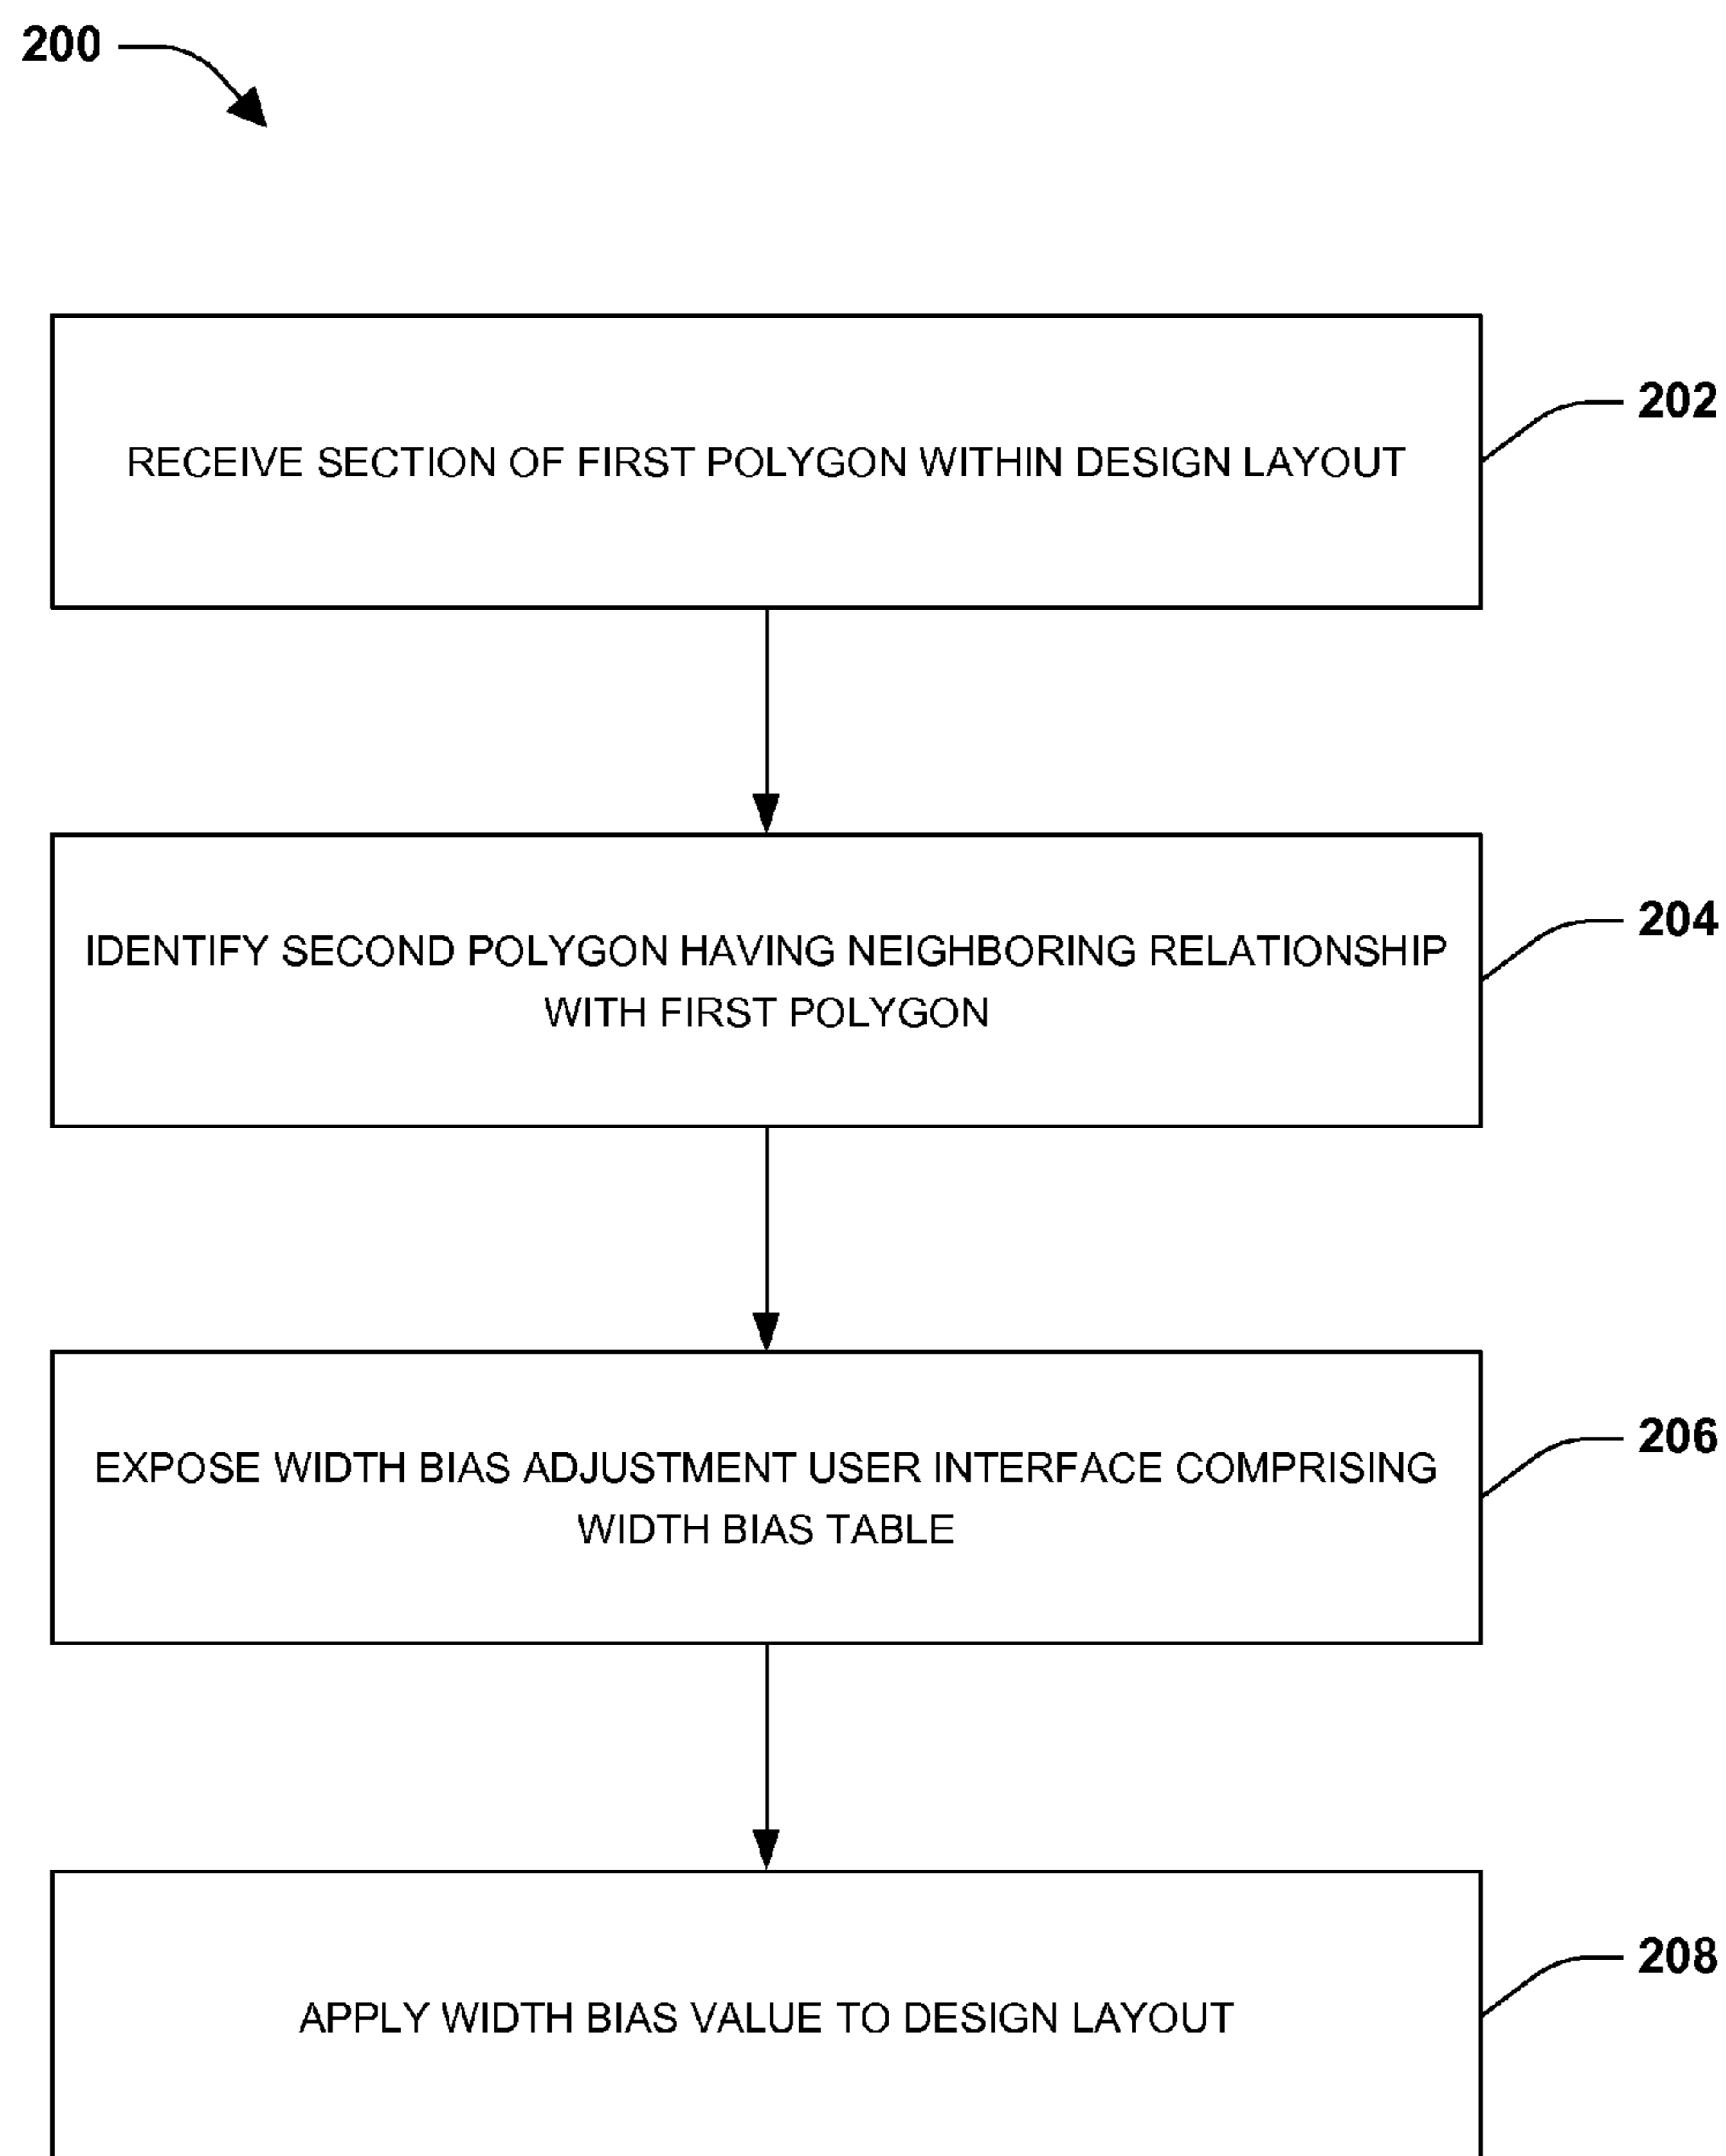 200
RECEIVE SECTION OF FIRST POLYGON WITHIN DESIGN LAYOUT
202
IDENTIFY SECOND POLYGON HAVING NEIGHBORING RELATIONSHIP
WITH FIRST POLYGON
204
EXPOSE WIDTH BIAS ADJUSTMENT USER INTERFACE COMPRISING
WIDTH BIAS TABLE
206
APPLY WIDTH BIAS VALUE TO DESIGN LAYOUT
208